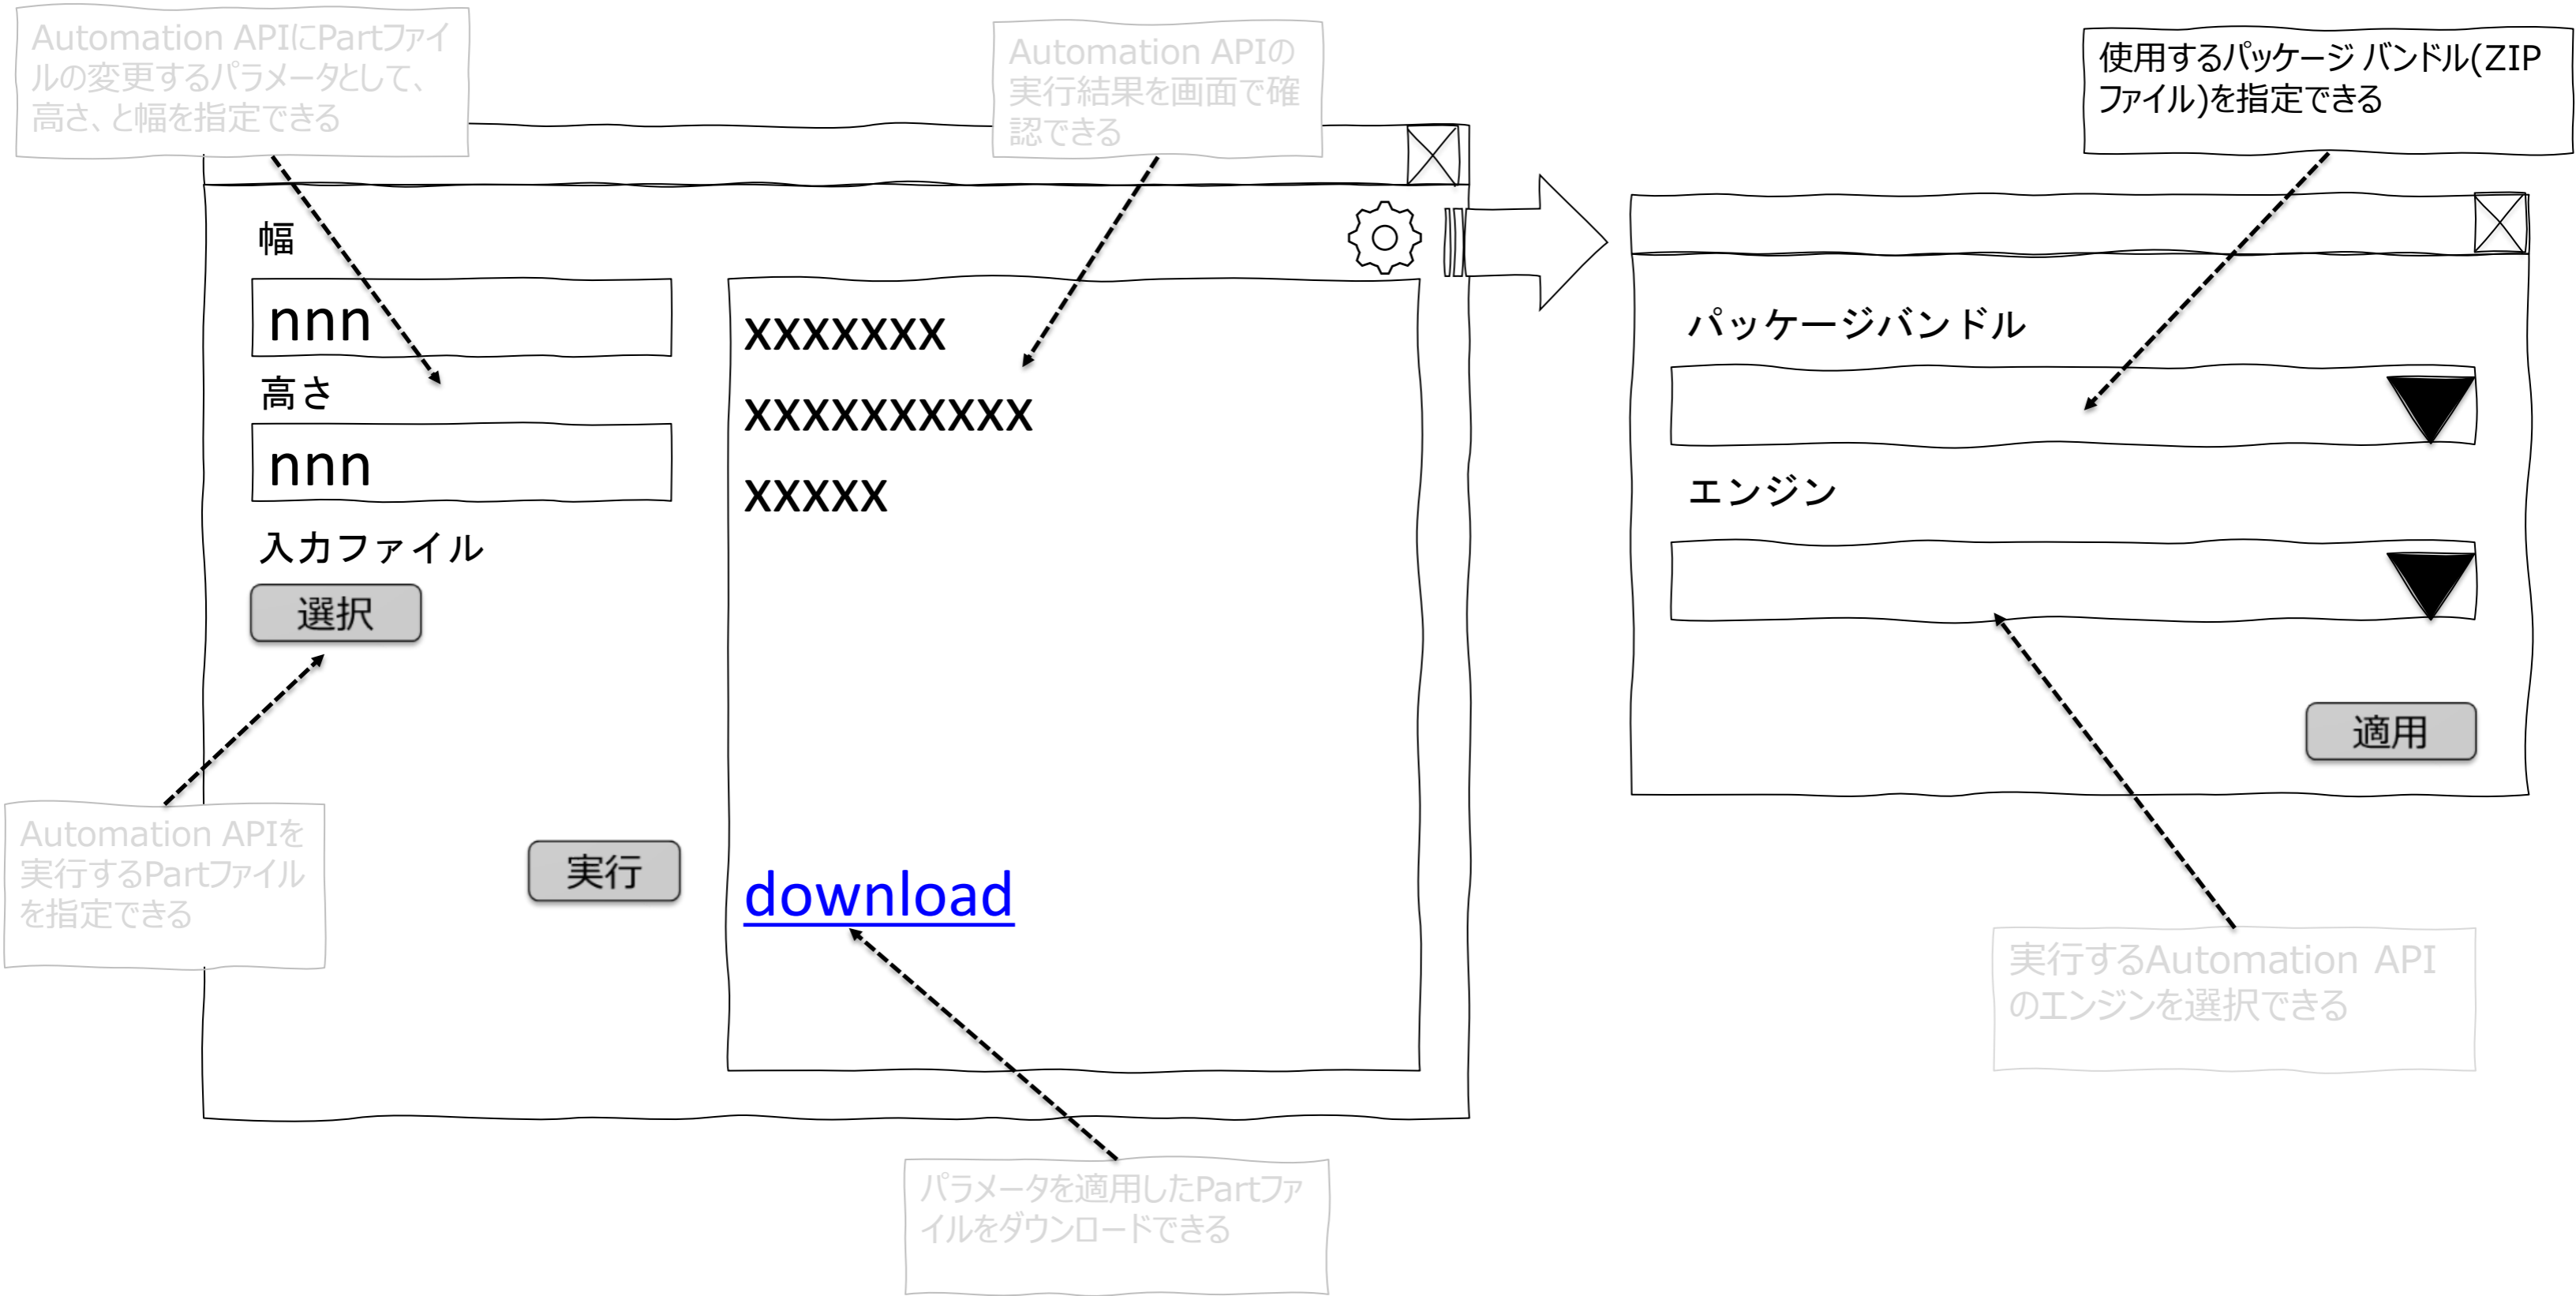 Automation APIにPartファイ
ルの変更するパラメータとして、
高さ、と幅を指定できる
Automation APIの
実行結果を画面で確
認できる
使用するパッケージ バンドル(ZIP
ファイル)を指定できる
幅
nnn
高さ
nnn
入力ファイル
選択
実行
xxxxxxx
xxxxxxxxxx
xxxxx
download
パッケージバンドル
エンジン
適用
Automation APIを
実行するPartファイル
を指定できる
実行するAutomation API
のエンジンを選択できる
パラメータを適用したPartファ
イルをダウンロードできる